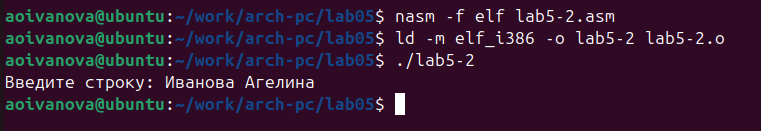 aoivanova@ubuntu:~/work/arch-pc/lab05$ nasm -f elf lab5-2.asm
aoivanova@ubuntu:~/work/arch-pc/lab05$ ld -m elf_i386 -o lab5-2 lab5-2.o
aoivanova@ubuntu:~/work/arch-pc/lab05$ ./lab5-2
Введите строку: Иванова Агелина
aoivanova@ubuntu:~/work/arch-pc/lab05$